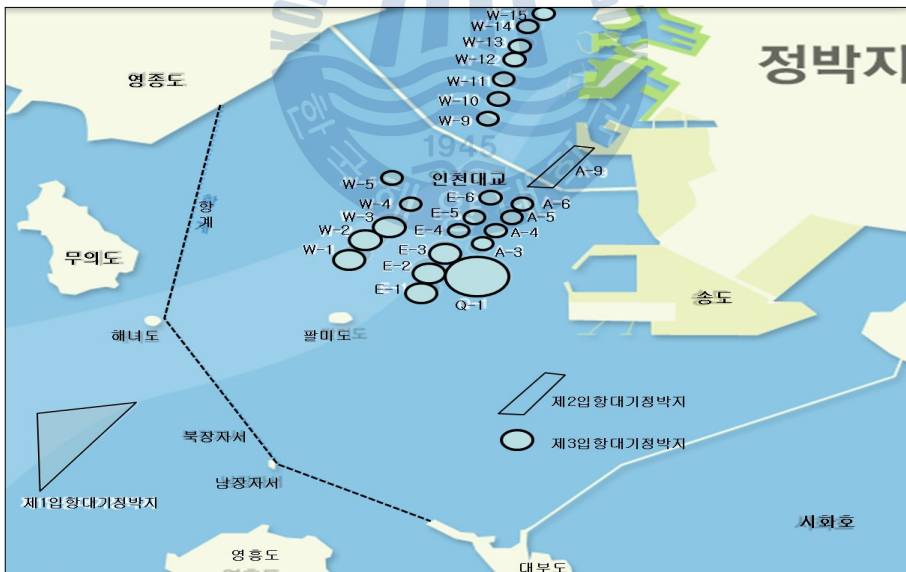 W-15
W-14
W-13
W-12
W-11
W-10
W-9
정박지
영종도
1945
인천대교
A-9
W-5
E-6
W-4
A-6
항계
E-5
A-5
W-3
E-4
A-4
W-2
W-1
E-3
A-3
무의도
E-2
E-1
Q-1
송도
해녀도
팔미도
제2입항대기정박지
북장자서
제3입항대기정박지
남장자서
제1입항대기정박지
시화호
영흥도
대부도